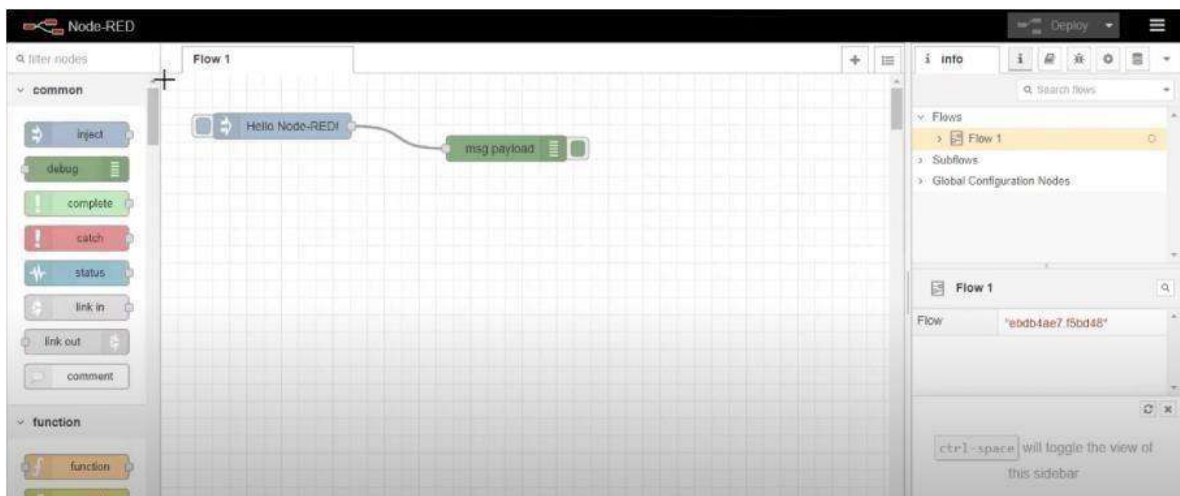 Node-RED
Deploy
filter nodes
Flow 1
info
Search flows
common
inject
debug
complete
catch
status
link in
link out
comment
function
function
Hello Node-RED!
msg.payload
Flows
Flow 1
Subflows
Global Configuration Nodes
Flow 1
Flow "ebdb4ae7.f5bd48"
ctrl-space will toggle the view of
this sidebar